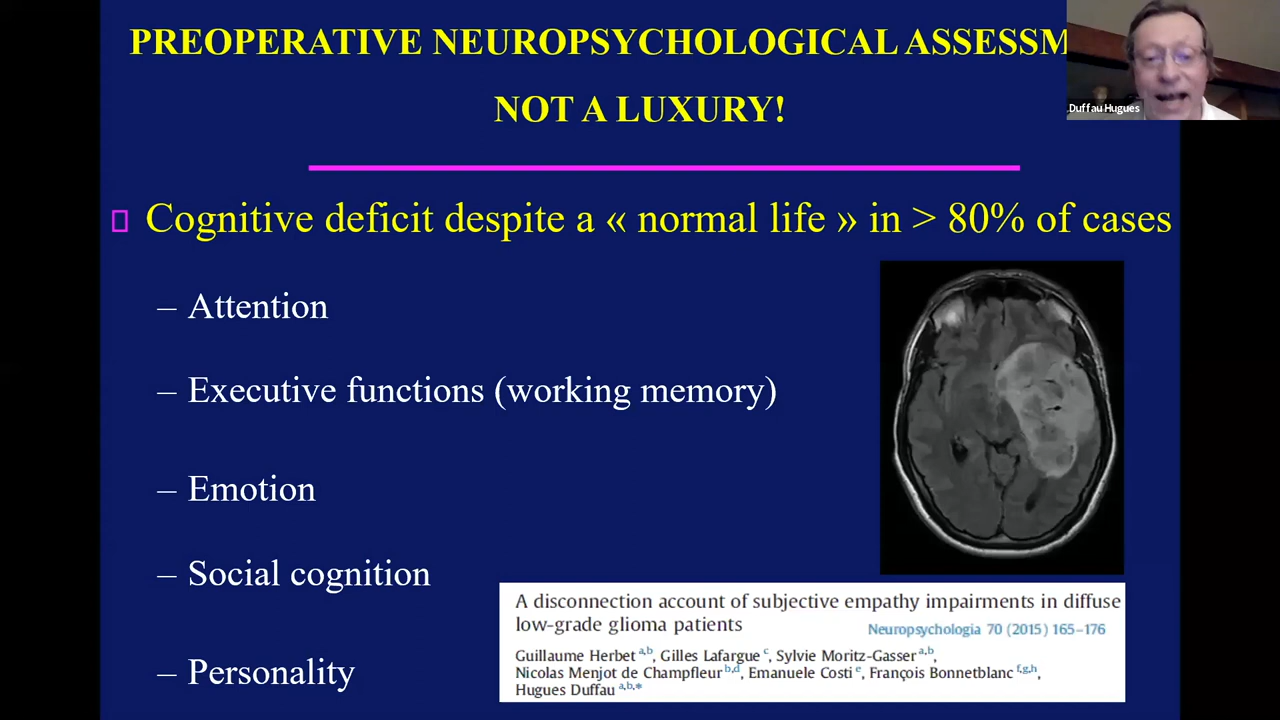 PREOPERATIVE NEUROPSYCHOLOGICAL ASSESSM
NOT A LUXURY!
Duffau Hugues
Cognitive deficit despite a « normal life » in > 80% of cases
– Attention
– Executive functions (working memory)
– Emotion
– Social cognition
– Personality
A disconnection account of subjective empathy impairments in diffuse
low-grade glioma patients
Neuropsychologia 70 (2015) 165–176
Guillaume Herbet a,b, Gilles Lafargue c, Sylvie Moritz-Gasser a,b,
Nicolas Menjot de Champfleur b,d, Emanuele Costi e, François Bonnetblanc f,g,h,
Hugues Duffau a,b,*